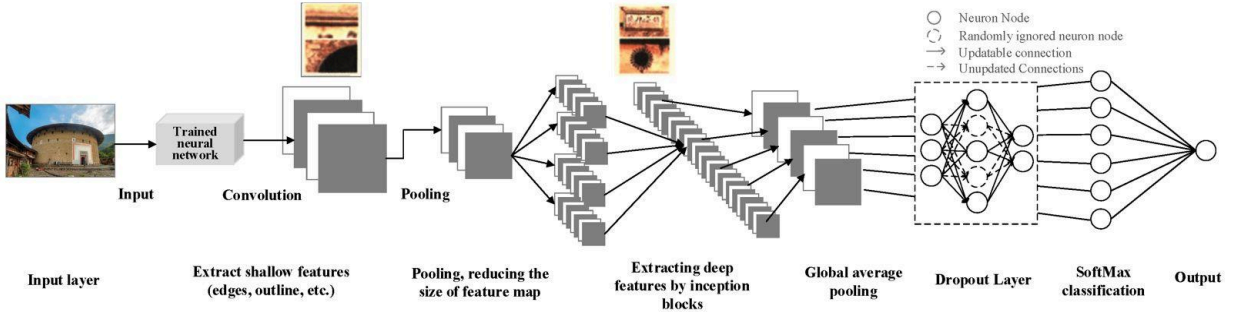 Neuron Node
Randomly ignored neuron node
Updatable connection
Unupdated Connections
Trained
neural
network
Input
Convolution
Pooling
Input layer
Extract shallow features
(edges, outline, etc.)
Pooling, reducing the
size of feature map
Extracting deep
features by inception
blocks
Global average
pooling
Dropout Layer
SoftMax
classification
Output